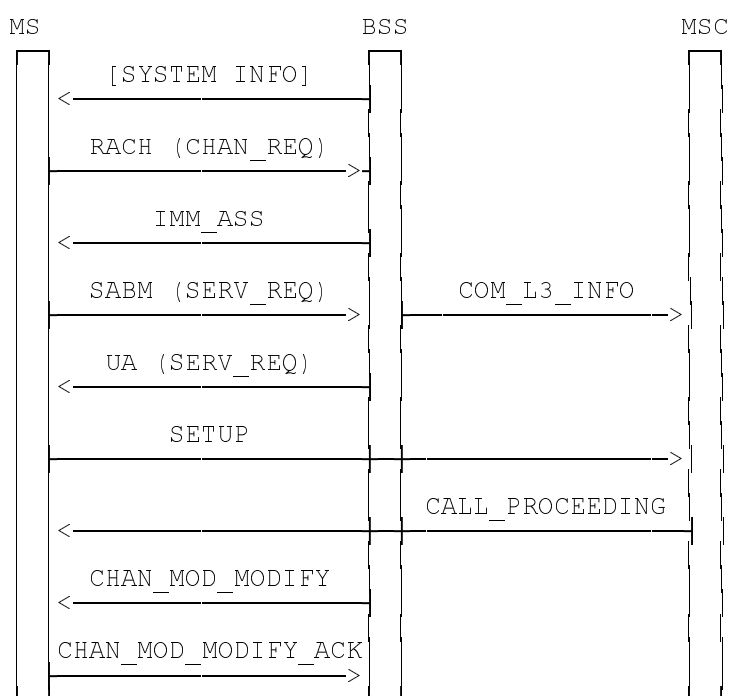 MS BSS MSC
[SYSTEM INFO]
RACH (CHAN_REQ)
IMM_ASS
SABM (SERV_REQ) COM_L3_INFO
UA (SERV_REQ)
SETUP
CALL_PROCEEDING
CHAN_MOD_MODIFY
CHAN_MOD_MODIFY_ACK